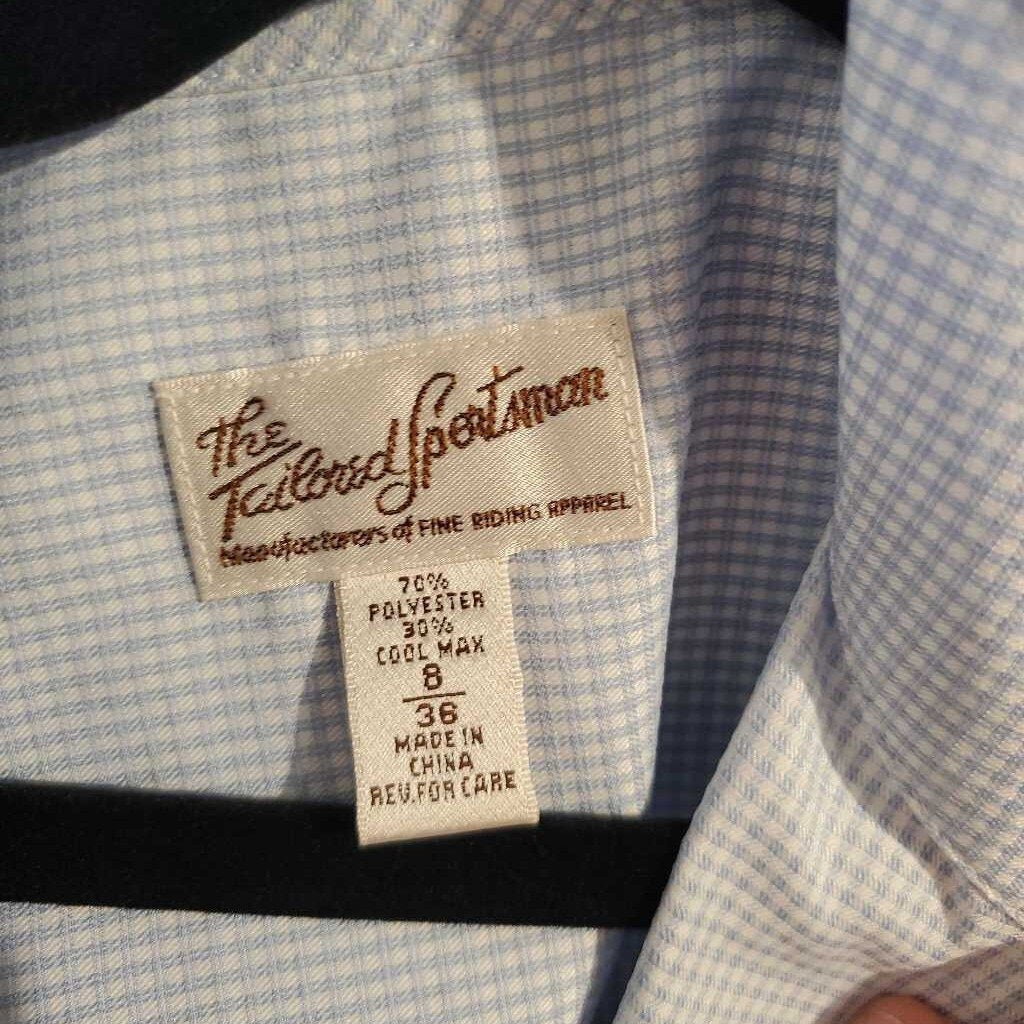 The
Tailored Sportsman
Manufacturers of FINE RIDING APPAREL
70%
POLYESTER
30%
COOL MAX
8
36
MADE IN
CHINA
REV. FOR CARE